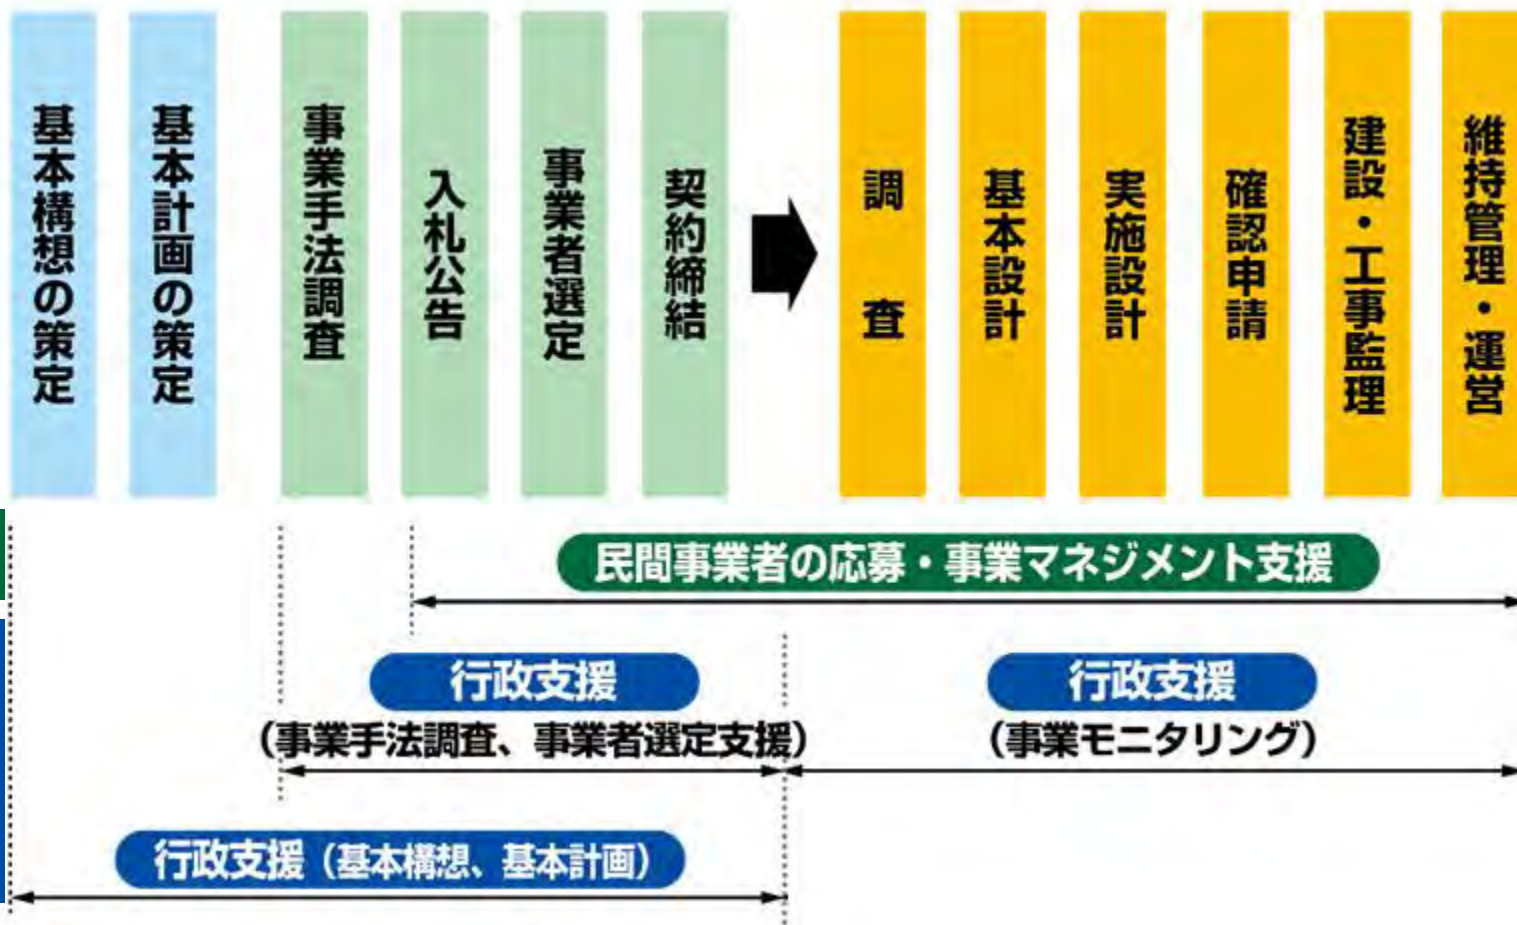 基本構想の策定
基本計画の策定
事業手法調査
入札公告
事業者選定
契約締結
調査
基本設計
実施設計
確認申請
建設・工事監理
維持管理・運営
民間事業者の応募・事業マネジメント支援
行政支援
(事業手法調査、事業者選定支援)
行政支援
(事業モニタリング)
行政支援(基本構想、基本計画)